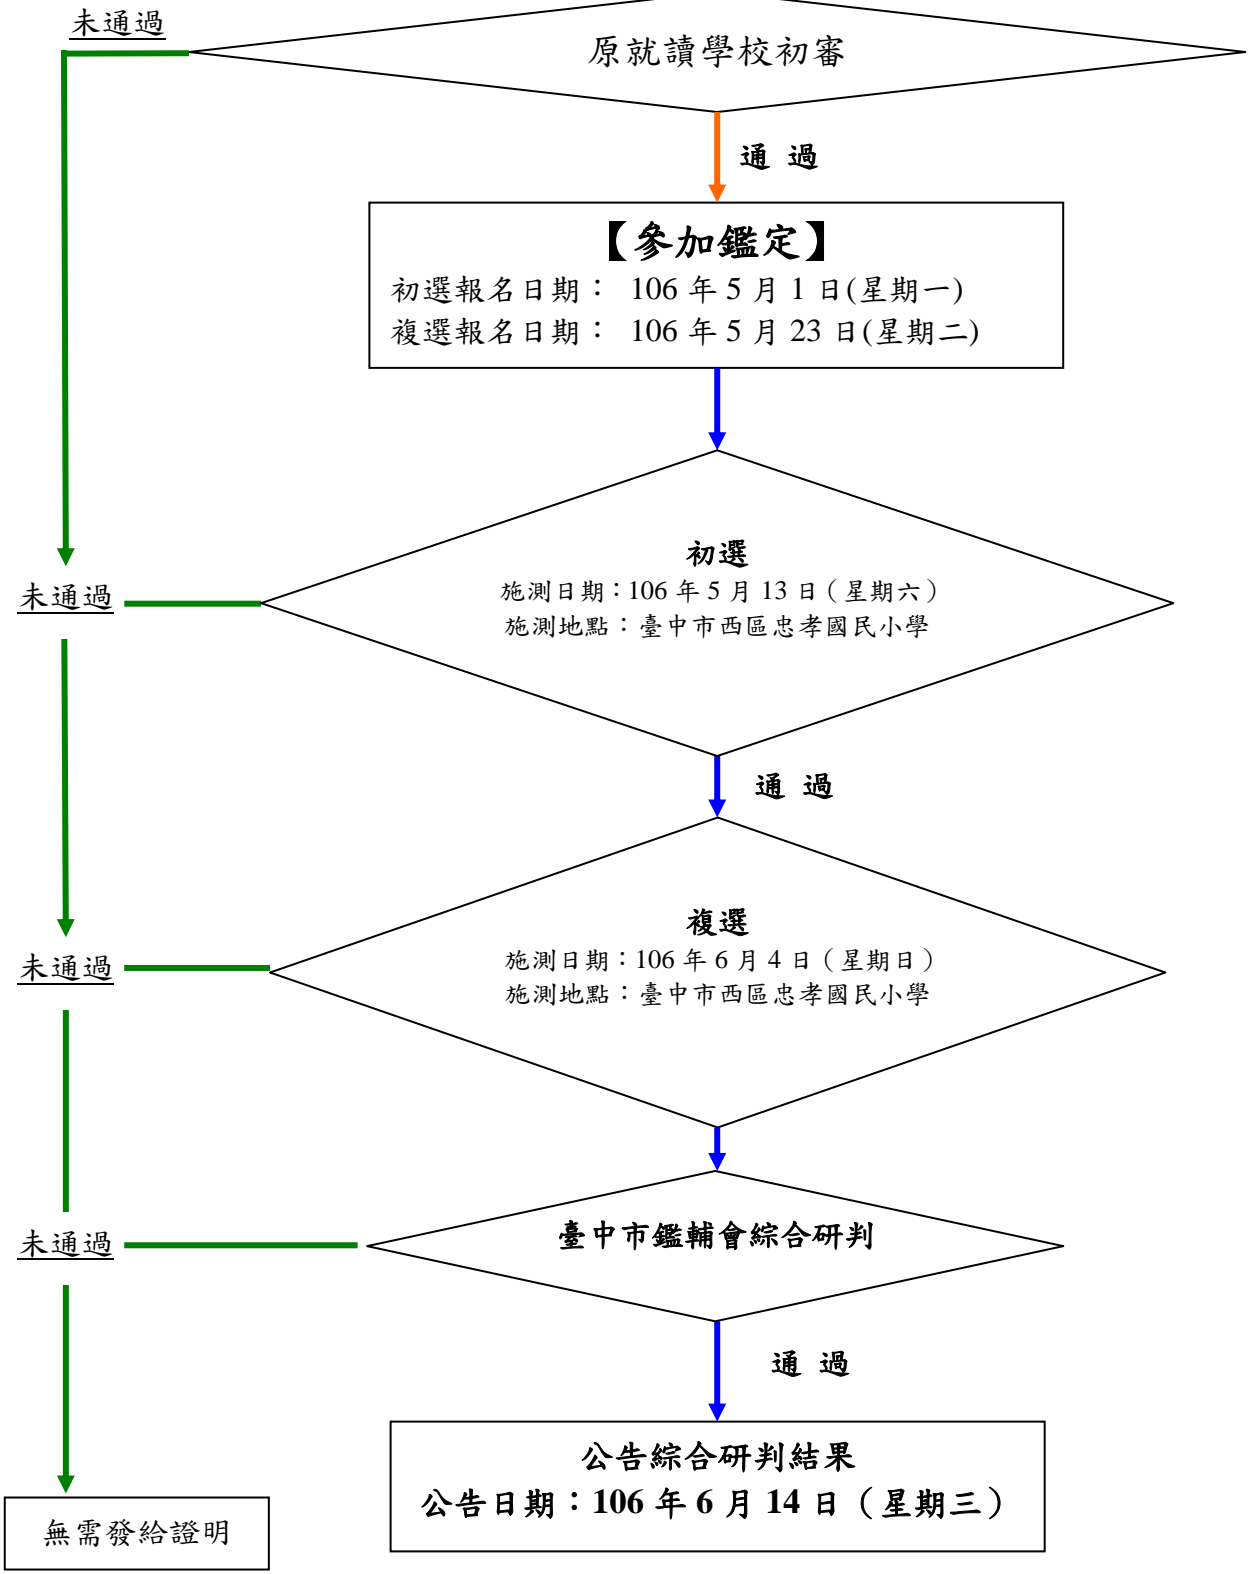 未通過
原就讀學校初審
通 過
【參加鑑定】
初選報名日期： 106 年 5 月 1 日(星期一)
複選報名日期： 106 年 5 月 23 日(星期二)
初選
施測日期：106 年 5 月 13 日（星期六）
施測地點：臺中市西區忠孝國民小學
未通過
通 過
複選
施測日期：106 年 6 月 4 日（星期日）
施測地點：臺中市西區忠孝國民小學
未通過
臺中市鑑輔會綜合研判
未通過
通 過
公告綜合研判結果
公告日期：106 年 6 月 14 日（星期三）
無需發給證明